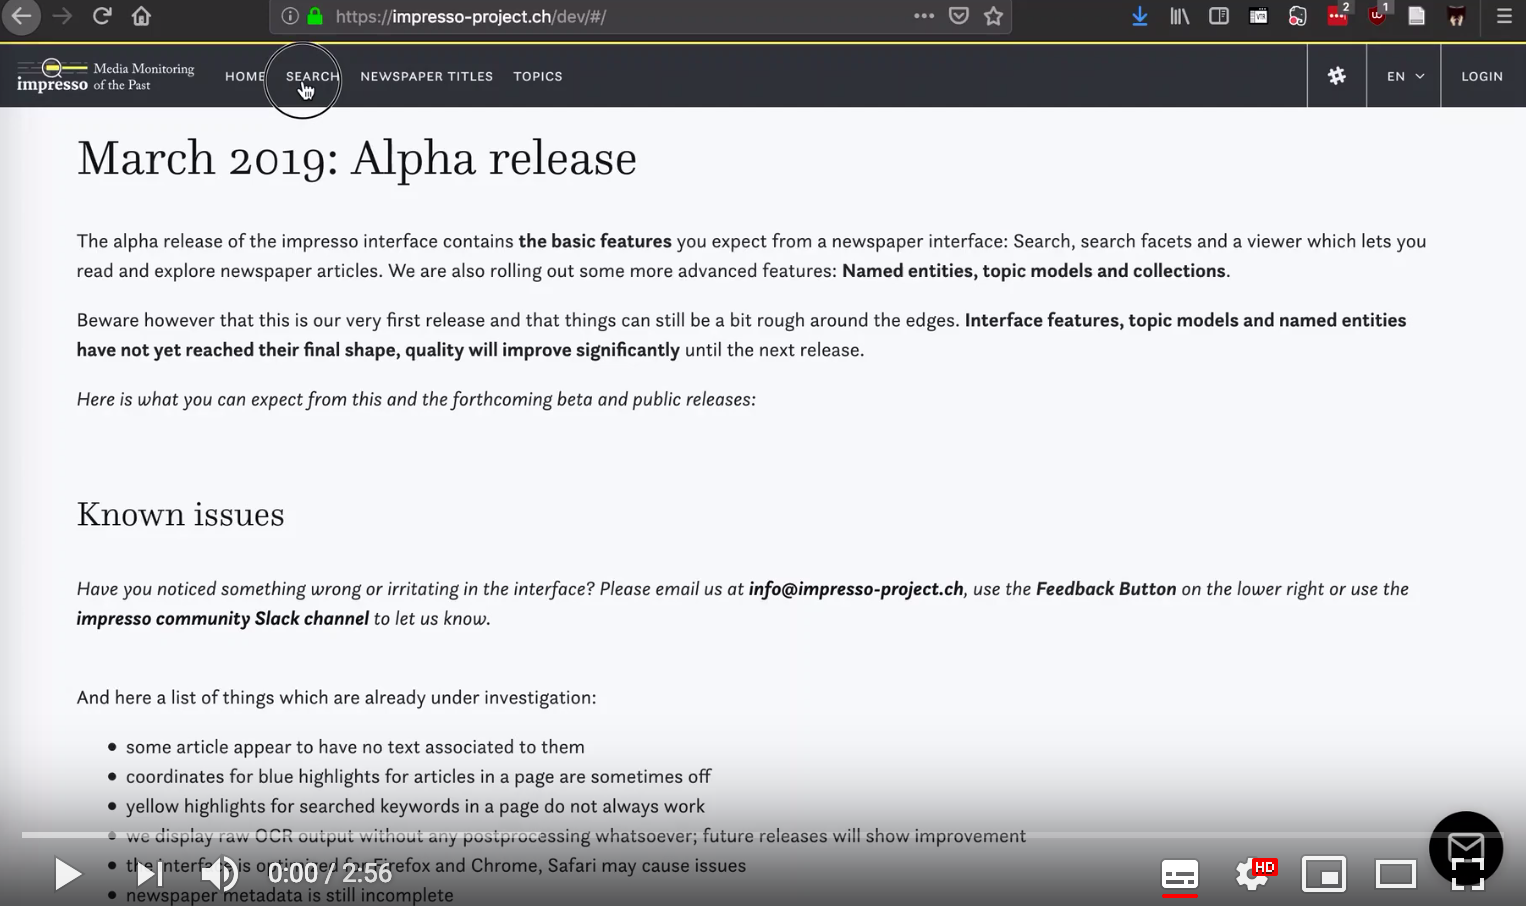 https://impresso-project.ch/dev/#/
2
1
impresso
Media Monitoring
of the Past
HOME SEARCH NEWSPAPER TITLES TOPICS
EN
LOGIN
March 2019: Alpha release
The alpha release of the impresso interface contains the basic features you expect from a newspaper interface: Search, search facets and a viewer which lets you
read and explore newspaper articles. We are also rolling out some more advanced features: Named entities, topic models and collections.
Beware however that this is our very first release and that things can still be a bit rough around the edges. Interface features, topic models and named entities
have not yet reached their final shape, quality will improve significantly until the next release.
Here is what you can expect from this and the forthcoming beta and public releases:
Known issues
Have you noticed something wrong or irritating in the interface? Please email us at info@impresso-project.ch, use the Feedback Button on the lower right or use the
impresso community Slack channel to let us know.
And here a list of things which are already under investigation:
• some article appear to have no text associated to them
• coordinates for blue highlights for articles in a page are sometimes off
• yellow highlights for searched keywords in a page do not always work
• we display raw OCR output without any postprocessing whatsoever; future releases will show improvement
• the interface is optimized for Firefox and Chrome, Safari may cause issues
0:00 / 2:56
HD
• newspaper metadata is still incomplete